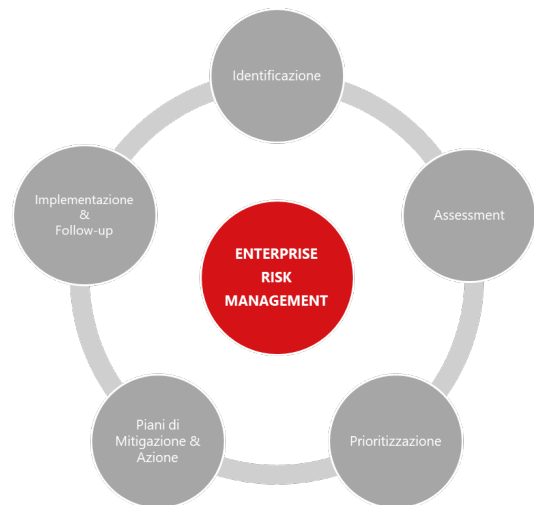 Identificazione
Assessment
Prioritizzazione
Piani di
Mitigazione &
Azione
Implementazione
&
Follow-up
ENTERPRISE
RISK
MANAGEMENT